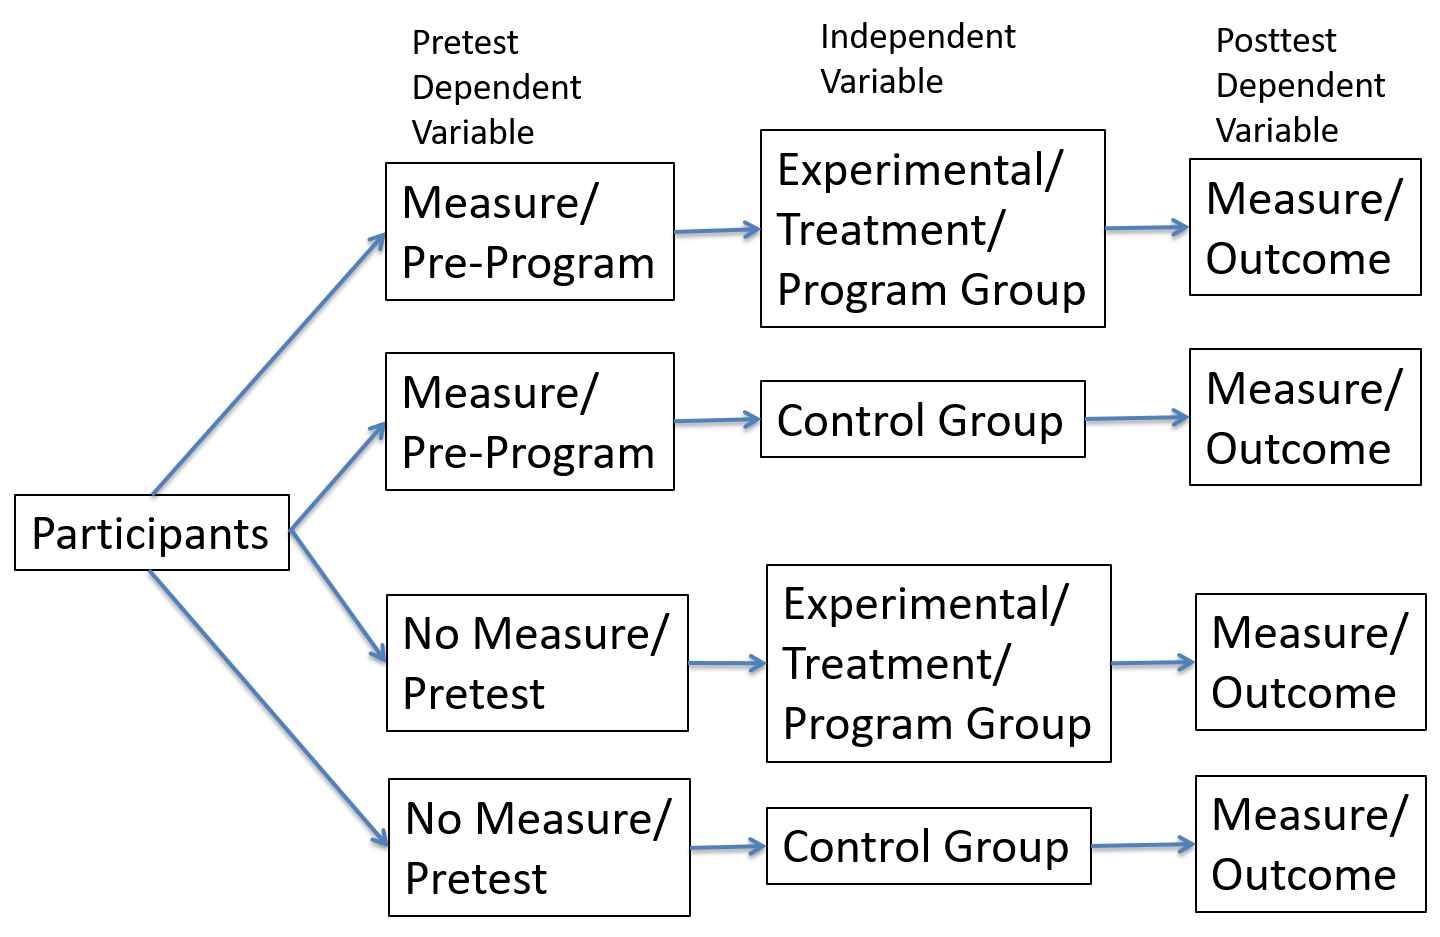 Pretest
Dependent
Variable
Independent
Variable
Posttest
Dependent
Variable
Measure/
Pre-Program
Experimental/
Treatment/
Program Group
Measure/
Outcome
Measure/
Pre-Program
Control Group
Measure/
Outcome
Participants
No Measure/
Pretest
Experimental/
Treatment/
Program Group
Measure/
Outcome
No Measure/
Pretest
Control Group
Measure/
Outcome